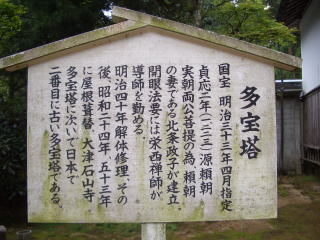 多宝塔
国宝 明治三十三年四月指定
貞応二年(一二二三)源頼朝、
実朝両公菩提の為、頼朝
の妻である北条政子が建立。
開眼法要には栄西禅師が
導師を勤める。
明治四十年解体修理、その
後、昭和二十四年、五十三年
に屋根葺替。大津石山寺
多宝塔に次いで日本で
二番目に古い多宝塔である。